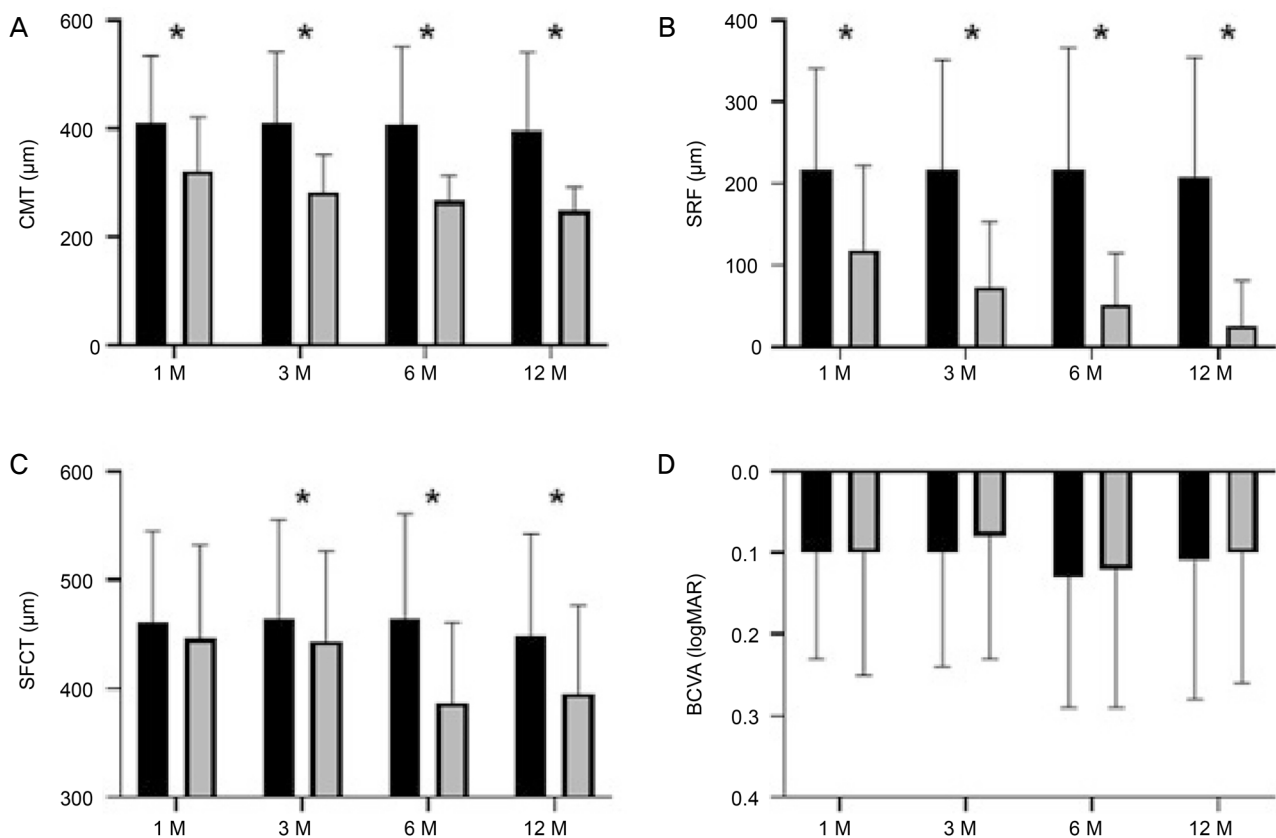 A
600
400
200
0
CMT (μm)
* * * *
1 M 3 M 6 M 12 M
B
400
300
200
100
0
SRF (μm)
* * * *
1 M 3 M 6 M 12 M
C
600
500
400
300
SFCT (μm)
* * *
1 M 3 M 6 M 12 M
D
0.0
0.1
0.2
0.3
0.4
BCVA (logMAR)
1 M 3 M 6 M 12 M